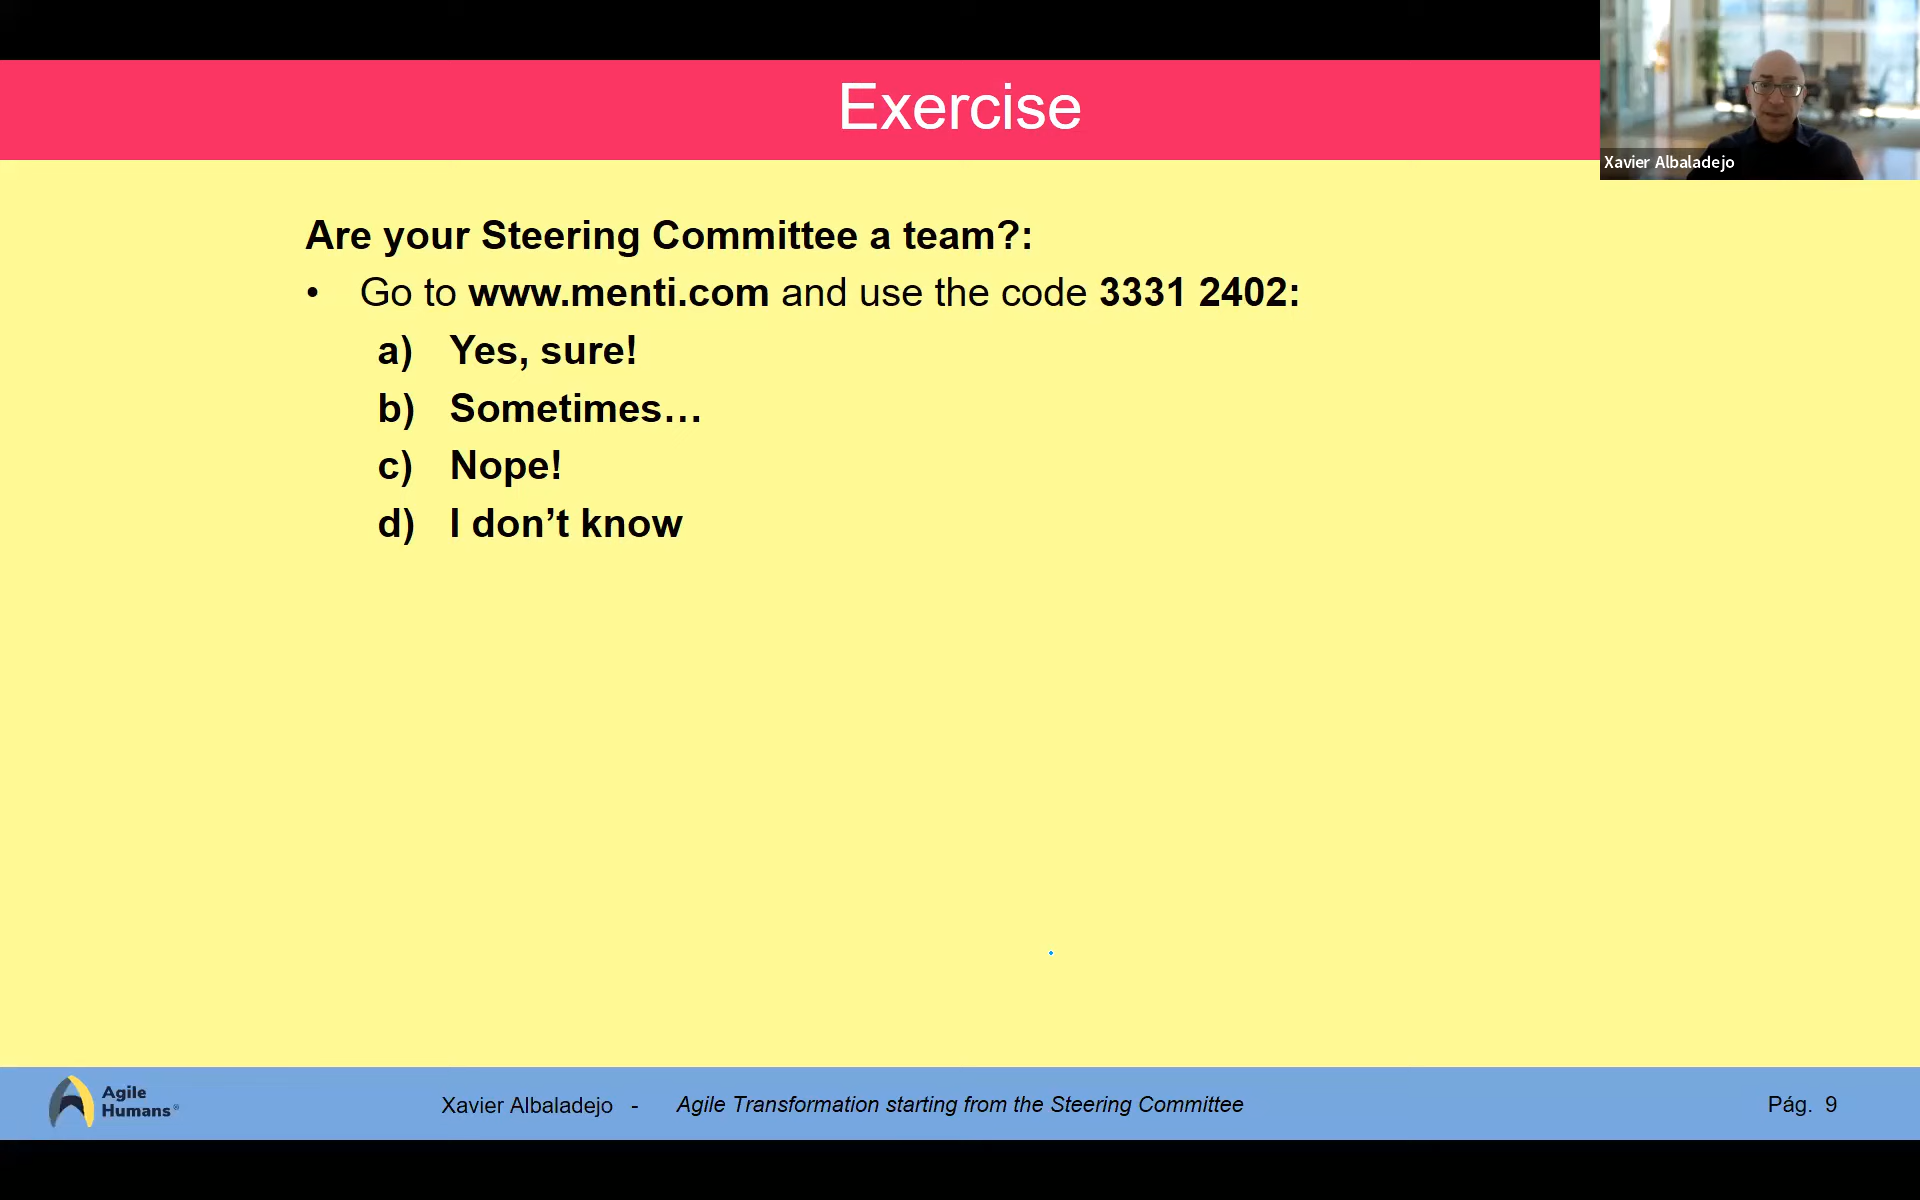 Exercise
Xavier Albaladejo
Are your Steering Committee a team?:
• Go to www.menti.com and use the code 3331 2402:
a) Yes, sure!
b) Sometimes…
c) Nope!
d) I don’t know
Agile
Humans®
Xavier Albaladejo - Agile Transformation starting from the Steering Committee
Pág. 9